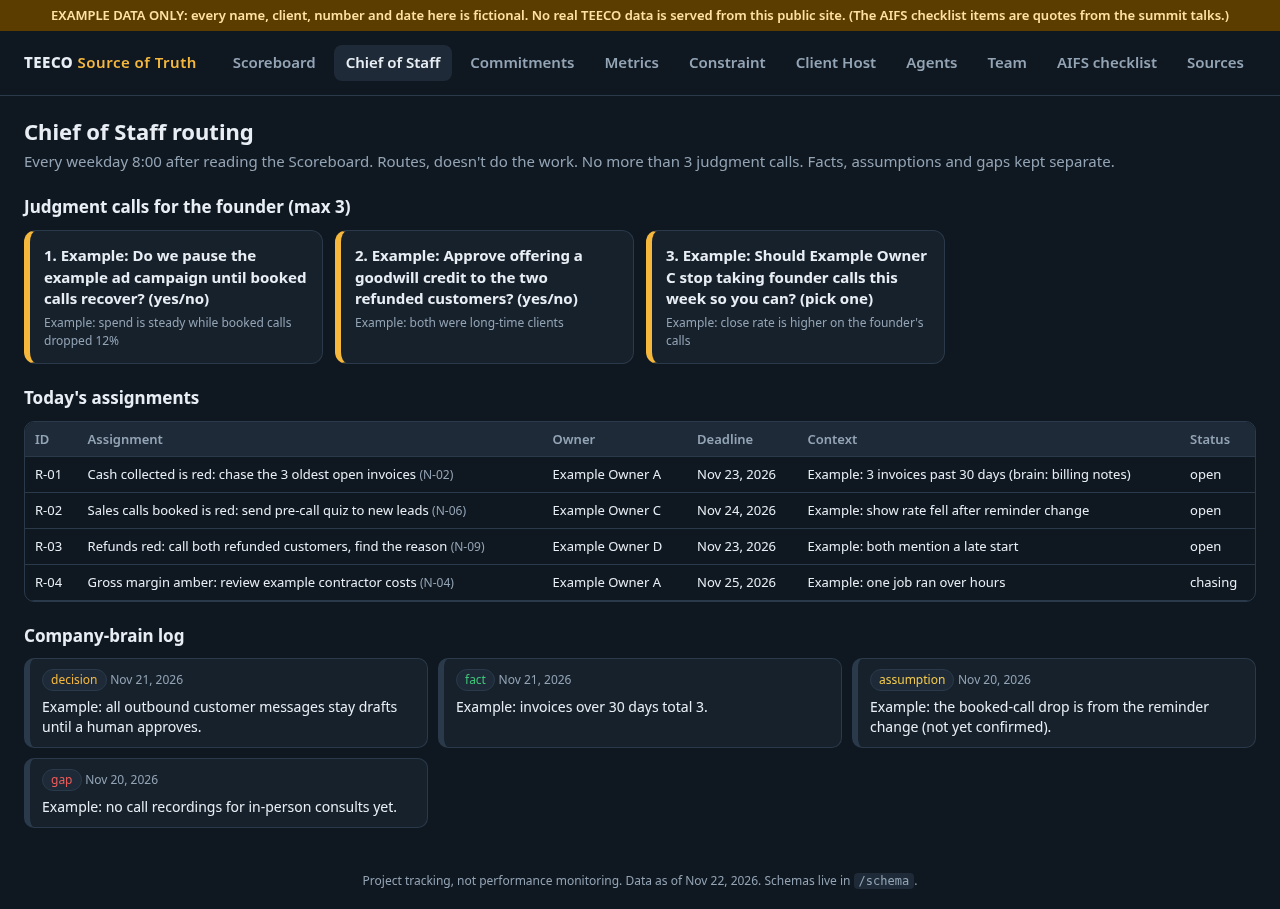 EXAMPLE DATA ONLY: every name, client, number and date here is fictional. No real TEECO data is served from this public site. (The AIFS checklist items are quotes from the summit talks.)
TEECO Source of Truth Scoreboard Chief of Staff Commitments Metrics Constraint Client Host Agents Team AIFS checklist Sources
Chief of Staff routing
Every weekday 8:00 after reading the Scoreboard. Routes, doesn't do the work. No more than 3 judgment calls. Facts, assumptions and gaps kept separate.
Judgment calls for the founder (max 3)
1. Example: Do we pause the
example ad campaign until booked
calls recover? (yes/no)
Example: spend is steady while booked calls
dropped 12%
2. Example: Approve offering a
goodwill credit to the two
refunded customers? (yes/no)
Example: both were long-time clients
3. Example: Should Example Owner
C stop taking founder calls this
week so you can? (pick one)
Example: close rate is higher on the founder's
calls
Today's assignments
ID Assignment Owner Deadline Context Status
R-01 Cash collected is red: chase the 3 oldest open invoices (N-02) Example Owner A Nov 23, 2026 Example: 3 invoices past 30 days (brain: billing notes) open
R-02 Sales calls booked is red: send pre-call quiz to new leads (N-06) Example Owner C Nov 24, 2026 Example: show rate fell after reminder change open
R-03 Refunds red: call both refunded customers, find the reason (N-09) Example Owner D Nov 23, 2026 Example: both mention a late start open
R-04 Gross margin amber: review example contractor costs (N-04) Example Owner A Nov 25, 2026 Example: one job ran over hours chasing
Company-brain log
decision Nov 21, 2026
Example: all outbound customer messages stay drafts
until a human approves.
fact Nov 21, 2026
Example: invoices over 30 days total 3.
assumption Nov 20, 2026
Example: the booked-call drop is from the reminder
change (not yet confirmed).
gap Nov 20, 2026
Example: no call recordings for in-person consults yet.
Project tracking, not performance monitoring. Data as of Nov 22, 2026. Schemas live in /schema.